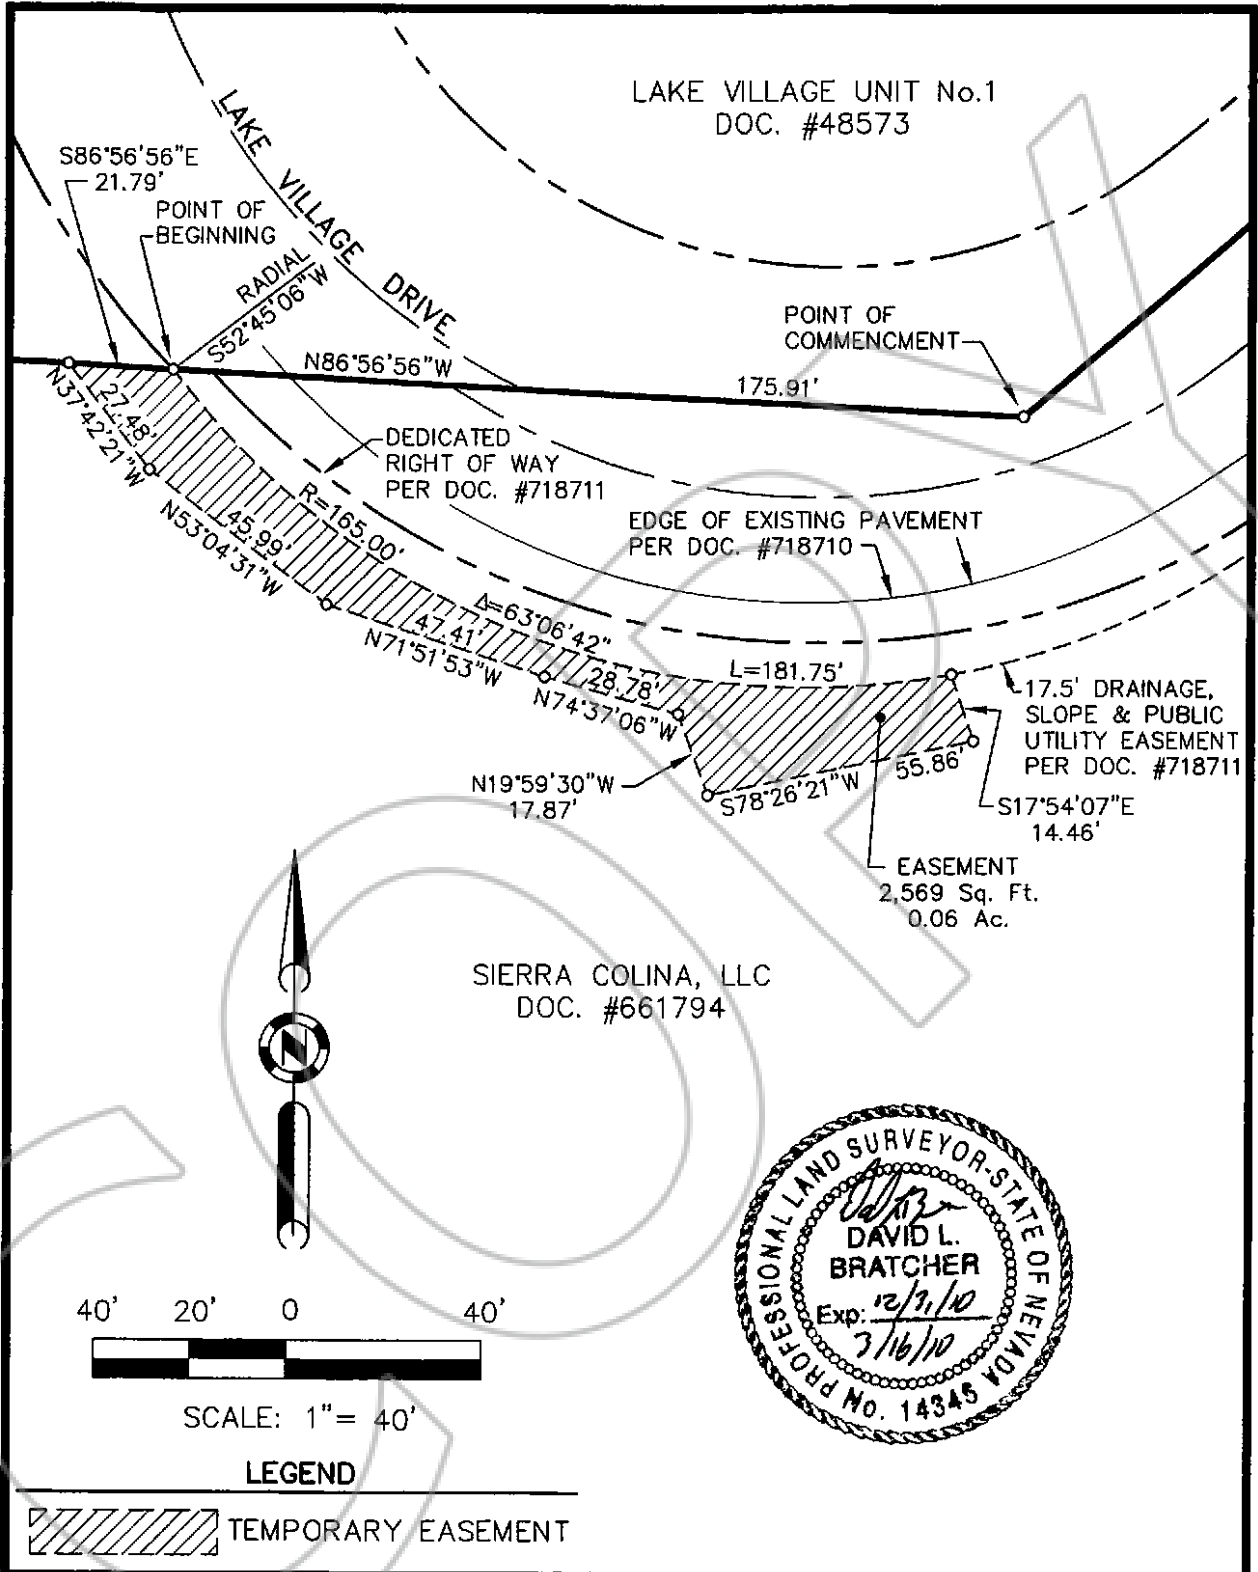 LAKE VILLAGE UNIT No.1
DOC. #48573
LAKE VILLAGE DRIVE
S86°56'56"E
21.79'
POINT OF
BEGINNING
RADIAL
S52°45'06"W
N86°56'56"W
175.91'
POINT OF
COMMENCMENT
27.48'
N37°42'21"W
DEDICATED
RIGHT OF WAY
PER DOC. #718711
R=165.00'
EDGE OF EXISTING PAVEMENT
PER DOC. #718710
45.99'
N53°04'31"W
Δ=63°06'42"
47.41'
N71°51'53"W
L=181.75'
28.78'
N74°37'06"W
17.5' DRAINAGE,
SLOPE & PUBLIC
UTILITY EASEMENT
PER DOC. #718711
N19°59'30"W
17.87'
S78°26'21"W
55.86'
S17°54'07"E
14.46'
EASEMENT
2,569 Sq. Ft.
0.06 Ac.
SIERRA COLINA, LLC
DOC. #661794
N
PROFESSIONAL LAND SURVEYOR-STATE OF NEVADA
DAVID L.
BRATCHER
Exp: 12/31/10
3/16/10
No. 14345
40' 20' 0 40'
SCALE: 1"= 40'
LEGEND
TEMPORARY EASEMENT
COPY